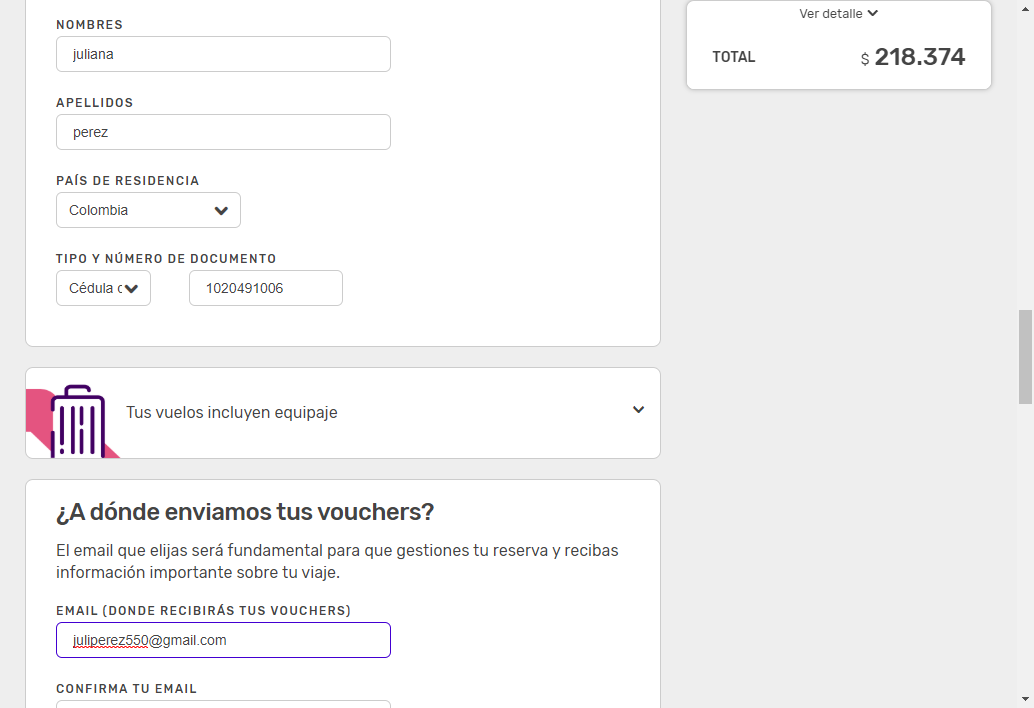 NOMBRES
juliana
APELLIDOS
perez
PAÍS DE RESIDENCIA
Colombia
TIPO Y NÚMERO DE DOCUMENTO
Cédula c 1020491006
Tus vuelos incluyen equipaje
¿A dónde enviamos tus vouchers?
El email que elijas será fundamental para que gestiones tu reserva y recibas
información importante sobre tu viaje.
EMAIL (DONDE RECIBIRÁS TUS VOUCHERS)
juliperez550@gmail.com
CONFIRMA TU EMAIL
Ver detalle
TOTAL $ 218.374